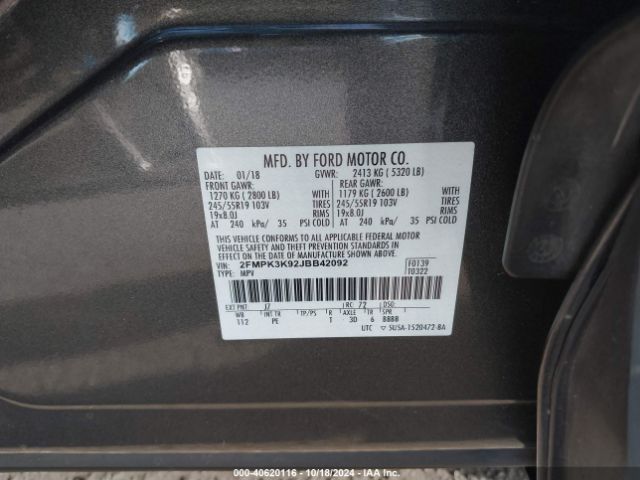 MFD. BY FORD MOTOR CO.
DATE: 01/18 GVWR: 2413 KG ( 5320 LB)
FRONT GAWR: REAR GAWR:
1270 KG ( 2800 LB) WITH 1179 KG ( 2600 LB) WITH
245/55R19 103V TIRES 245/55R19 103V TIRES
19x8.0J RIMS 19x8.0J RIMS
AT 240 kPa/ 35 PSI COLD AT 240 kPa/ 35 PSI COLD
THIS VEHICLE CONFORMS TO ALL APPLICABLE FEDERAL MOTOR
VEHICLE SAFETY AND THEFT PREVENTION STANDARDS IN
EFFECT ON THE DATE OF MANUFACTURE SHOWN ABOVE.
VIN: 2FMPK3K92JBB42092 F0139
TYPE: MPV T0322
EXT PNT: J7 RC: 72 DSO:
WB INT TR TP/PS R AXLE TR SPR
112 PE 1 3D 6 BBBB
UTC ▽ 5U5A-1520472-BA
000-40620116 - 10/18/2024 - IAA Inc.